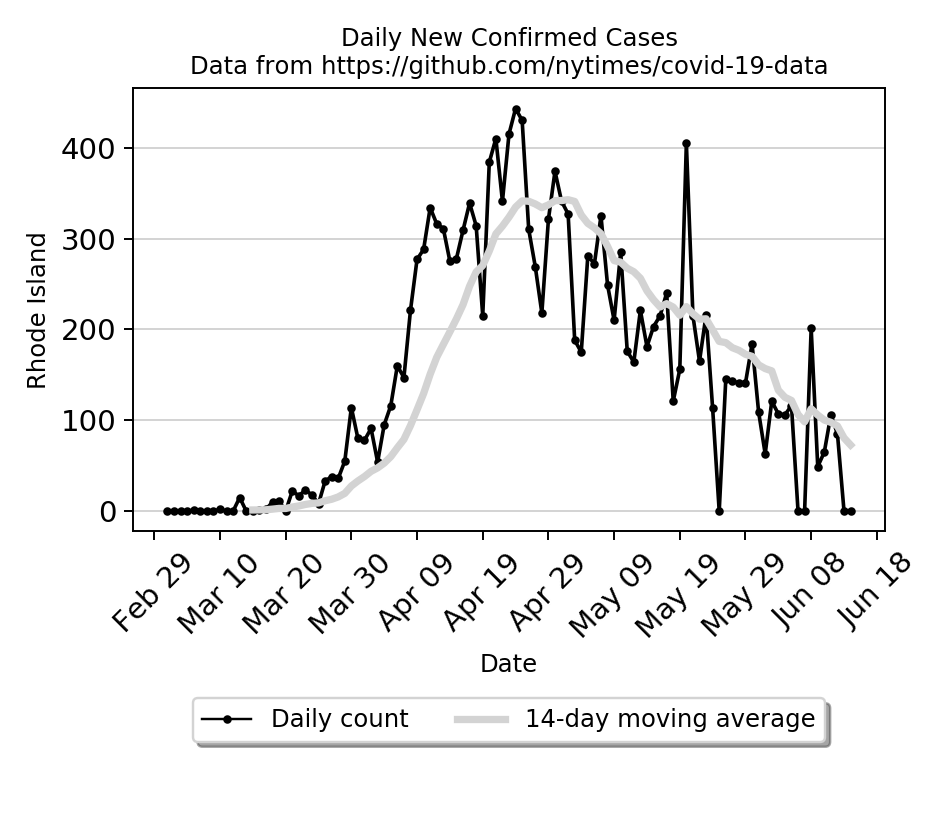 Daily New Confirmed Cases
Data from https://github.com/nytimes/covid-19-data
Rhode Island
400
300
200
100
0
Feb 29
Mar 10
Mar 20
Mar 30
Apr 09
Apr 19
Apr 29
May 09
May 19
May 29
Jun 08
Jun 18
Date
Daily count
14-day moving average